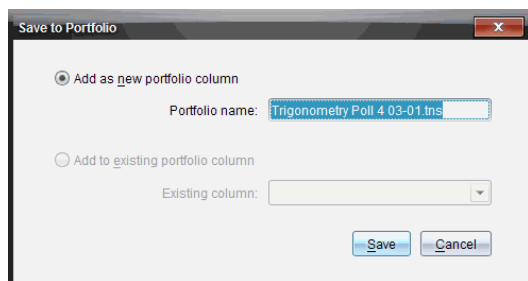 Save to Portfolio
Add as new portfolio column
Portfolio name: Trigonometry Poll 4 03-01.tns
Add to existing portfolio column
Existing column:
Save Cancel